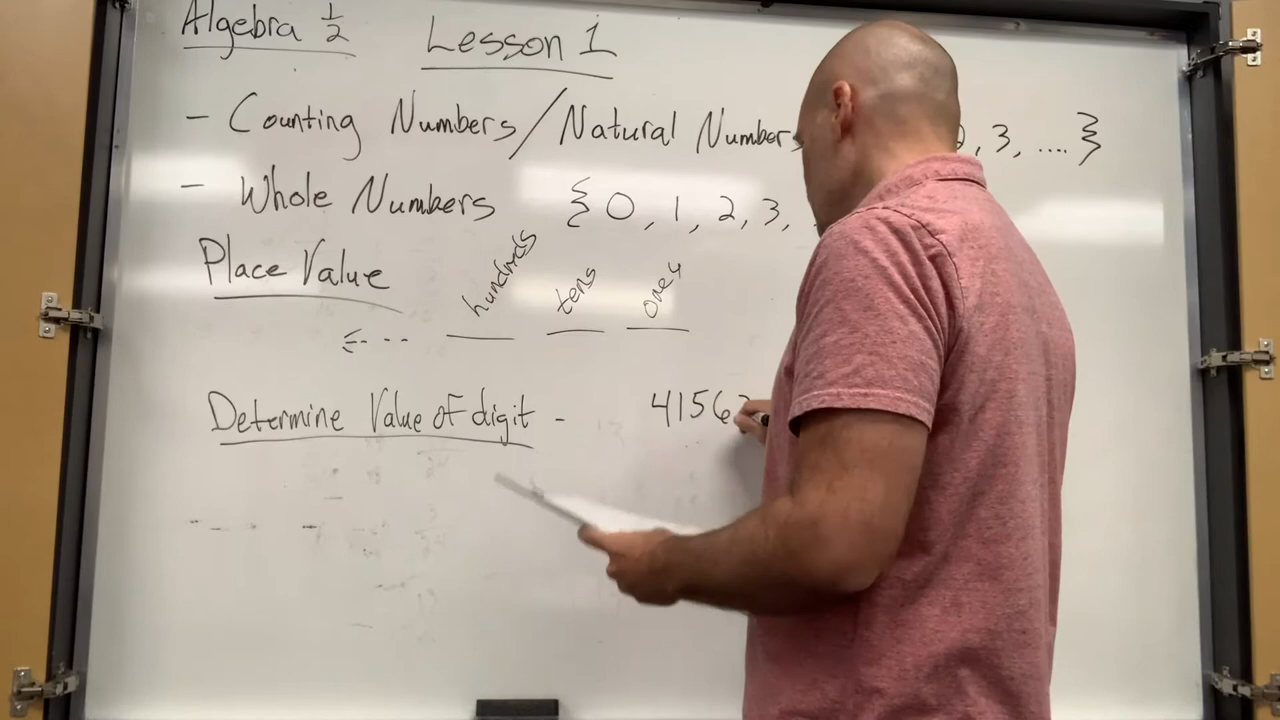 Algebra 1/2 Lesson 1
- Counting Numbers / Natural Numbers 2, 3, .... }
- Whole Numbers { 0, 1, 2, 3,
Place Value
hundreds tens ones
Determine Value of digit - 4156